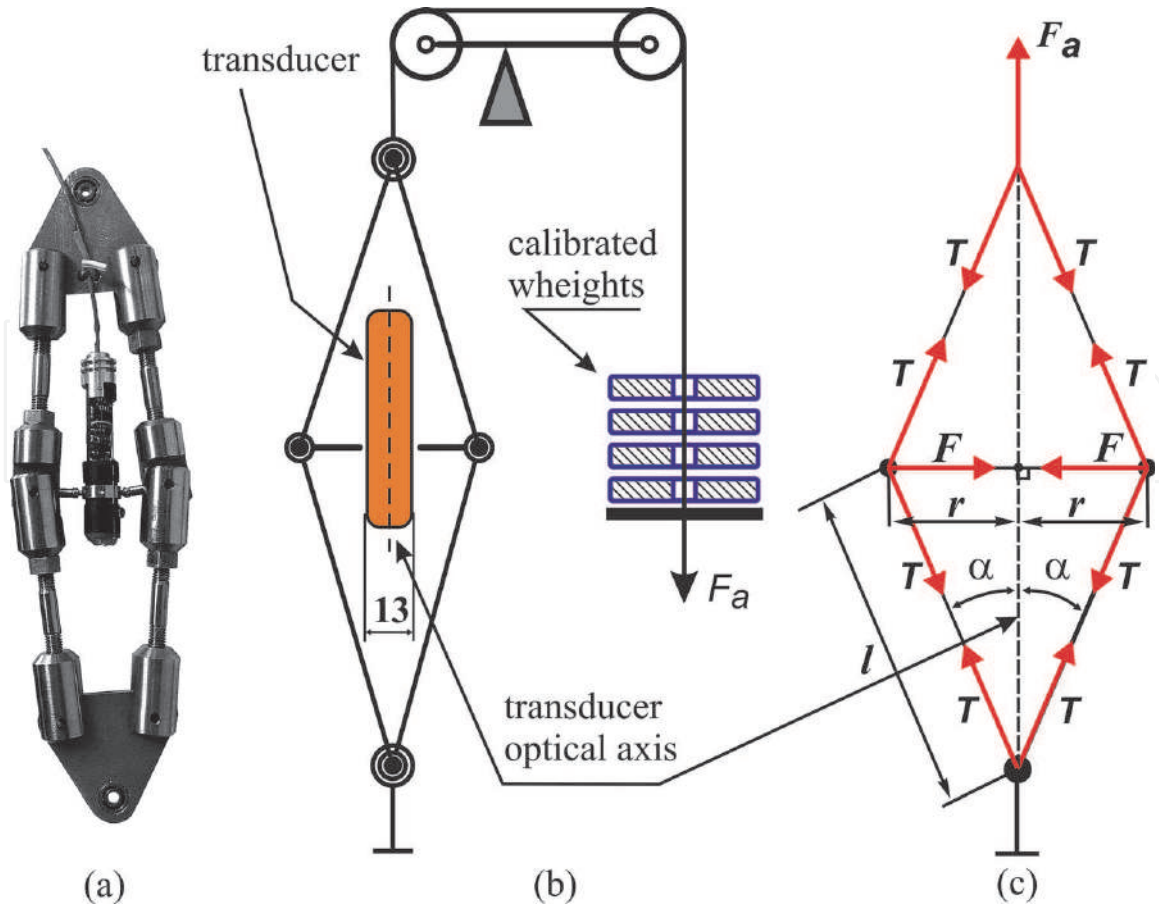 transducer
calibrated
wheights
13
F_a
transducer
optical axis
F_a
T
T
T
T
F
F
r
r
T
T
α
α
l
T
T
(a)
(b)
(c)